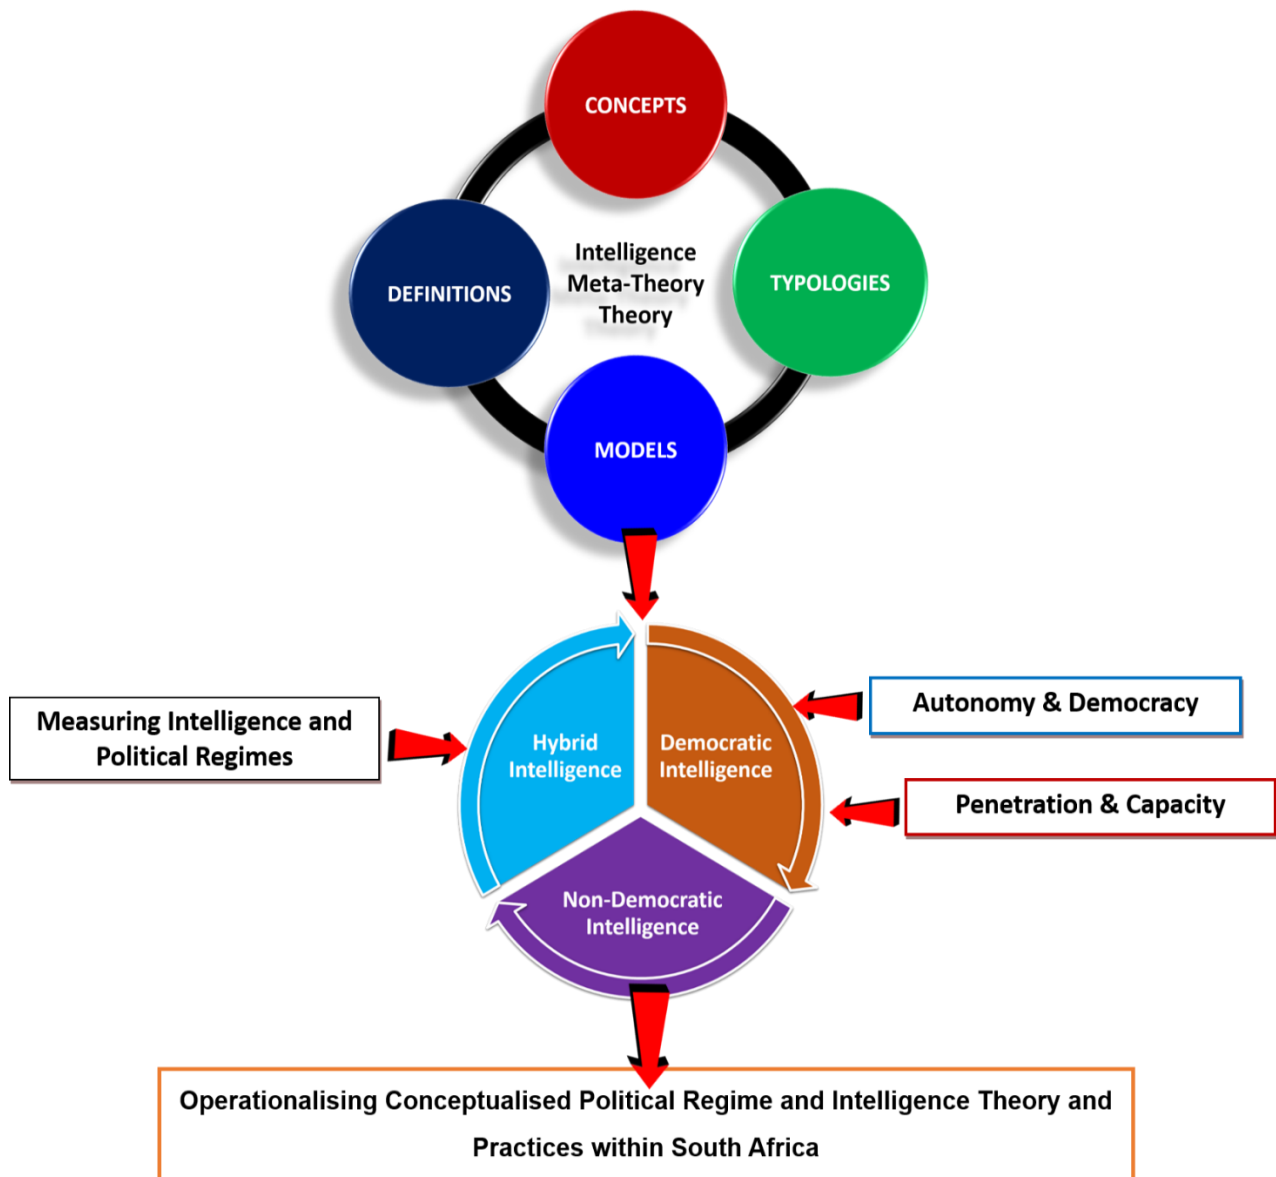 CONCEPTS
DEFINITIONS
Intelligence
Meta-Theory
Theory
TYPOLOGIES
MODELS
Measuring Intelligence and
Political Regimes
Hybrid
Intelligence
Democratic
Intelligence
Autonomy & Democracy
Penetration & Capacity
Non-Democratic
Intelligence
Operationalising Conceptualised Political Regime and Intelligence Theory and
Practices within South Africa